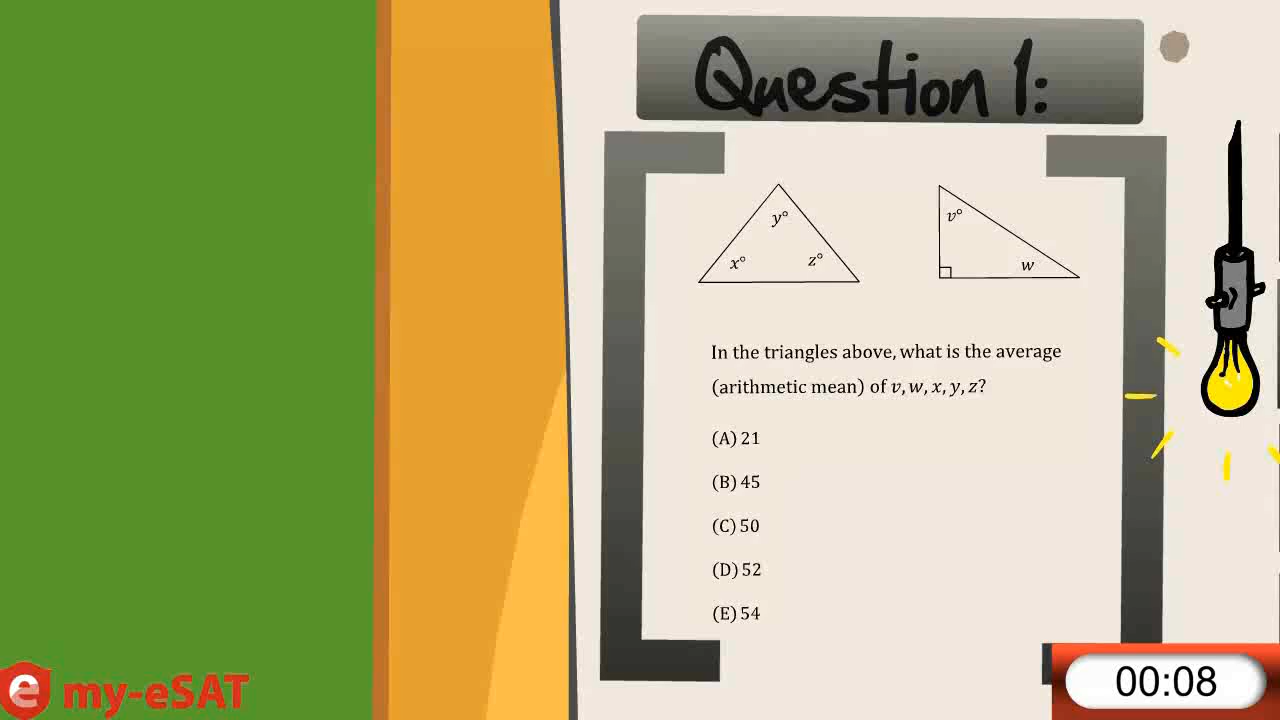 Question 1:
y°
x°
z°
v°
w
In the triangles above, what is the average
(arithmetic mean) of v, w, x, y, z?
(A) 21
(B) 45
(C) 50
(D) 52
(E) 54
e my-eSAT
00:08